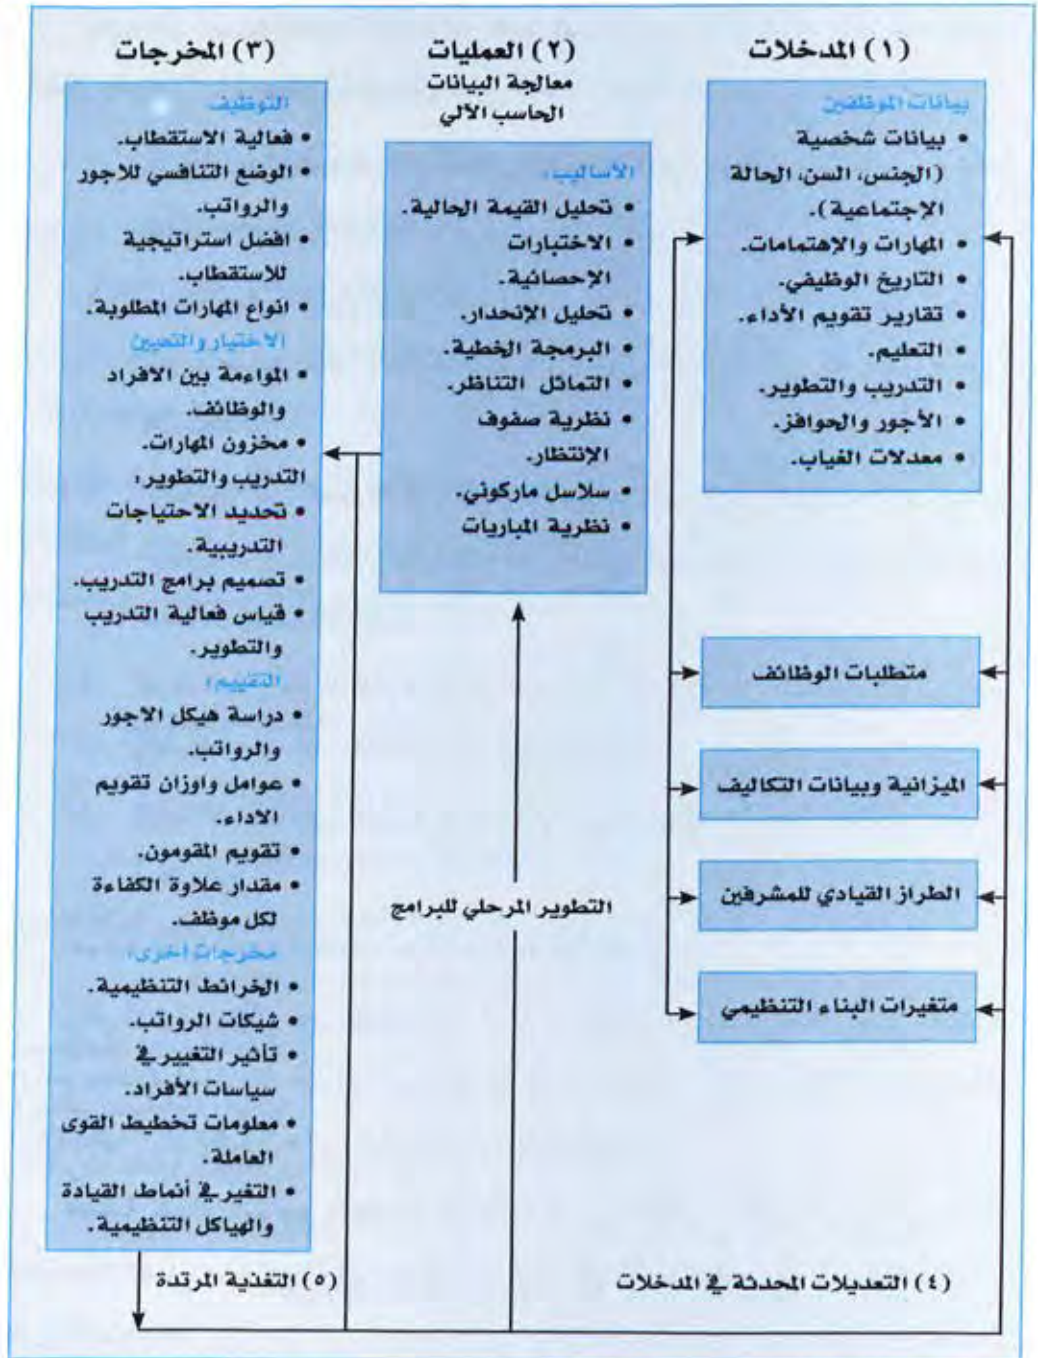 (١) المدخلات
بيانات الموظفين
• بيانات شخصية
(الجنس، السن، الحالة
الإجتماعية).
• المهارات والإهتمامات.
• التاريخ الوظيفي.
• تقارير تقويم الأداء.
• التعليم.
• التدريب والتطوير.
• الأجور والحوافز.
• معدلات الغياب.
متطلبات الوظائف
الميزانية وبيانات التكاليف
الطراز القيادي للمشرفين
متغيرات البناء التنظيمي
(٢) العمليات
معالجة البيانات
الحاسب الآلي
الأساليب:
• تحليل القيمة الحالية.
• الاختبارات
الإحصائية.
• تحليل الإنحدار.
• البرمجة الخطية.
• التماثل التناظر.
• نظرية صفوف
الإنتظار.
• سلاسل ماركوني.
• نظرية المباريات
التطوير المرحلي للبرامج
(٣) المخرجات
التوظيف
• فعالية الاستقطاب.
• الوضع التنافسي للاجور
والرواتب.
• افضل استراتيجية
للاستقطاب.
• انواع المهارات المطلوبة.
الاختيار والتعيين
• المواءمة بين الافراد
والوظائف.
• مخزون المهارات.
التدريب والتطوير:
• تحديد الاحتياجات
التدريبية.
• تصميم برامج التدريب.
• قياس فعالية التدريب
والتطوير.
التقييم:
• دراسة هيكل الاجور
والرواتب.
• عوامل واوزان تقويم
الاداء.
• تقويم المقومون.
• مقدار علاوة الكفاءة
لكل موظف.
مخرجات اخرى:
• الخرائط التنظيمية.
• شيكات الرواتب.
• تأثير التغيير في
سياسات الأفراد.
• معلومات تخطيط القوى
العاملة.
• التغير في أنماط القيادة
والهياكل التنظيمية.
(٤) التعديلات المحدثة في المدخلات
(٥) التغذية المرتدة